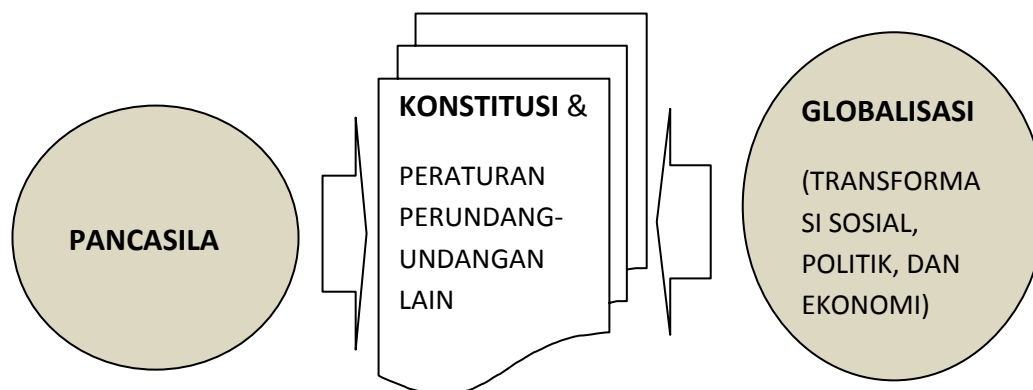 PANCASILA
KONSTITUSI &
PERATURAN
PERUNDANG-
UNDANGAN
LAIN
GLOBALISASI
(TRANSFORMA
SI SOSIAL,
POLITIK, DAN
EKONOMI)